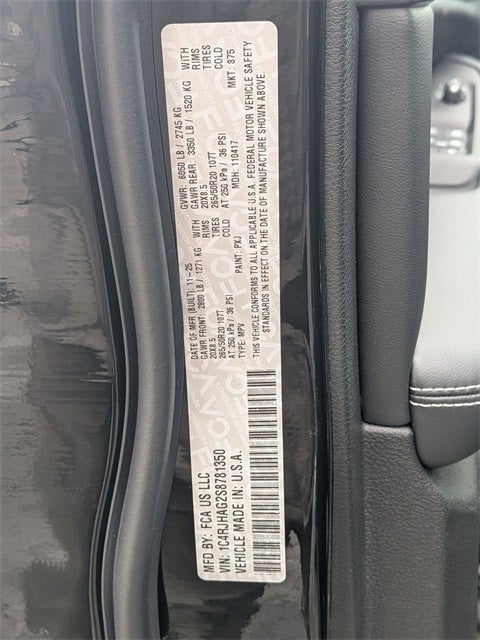 MFD BY: FCA US LLC
DATE OF MFR (BUILT): 11-25
GVWR: 6050 LB / 2745 KG
GAWR FRONT: 2800 LB / 1271 KG
WITH
GAWR REAR: 3350 LB / 1520 KG
WITH
20X8.5
RIMS
20X8.5
RIMS
265/50R20 107T
TIRES
265/50R20 107T
TIRES
AT 250 kPa / 36 PSI
COLD
AT 250 kPa / 36 PSI
COLD
VIN: 1C4RJHAG2S8781350
TYPE: MPV
PAINT: PXJ
MDH: 110417
MKT: 875
VEHICLE MADE IN: U.S.A.
THIS VEHICLE CONFORMS TO ALL APPLICABLE U.S.A. FEDERAL MOTOR VEHICLE SAFETY
STANDARDS IN EFFECT ON THE DATE OF MANUFACTURE SHOWN ABOVE.